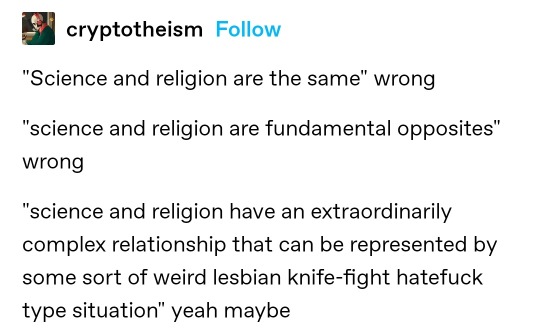 cryptotheism Follow
"Science and religion are the same" wrong
"science and religion are fundamental opposites"
wrong
"science and religion have an extraordinarily
complex relationship that can be represented by
some sort of weird lesbian knife-fight hatefuck
type situation" yeah maybe